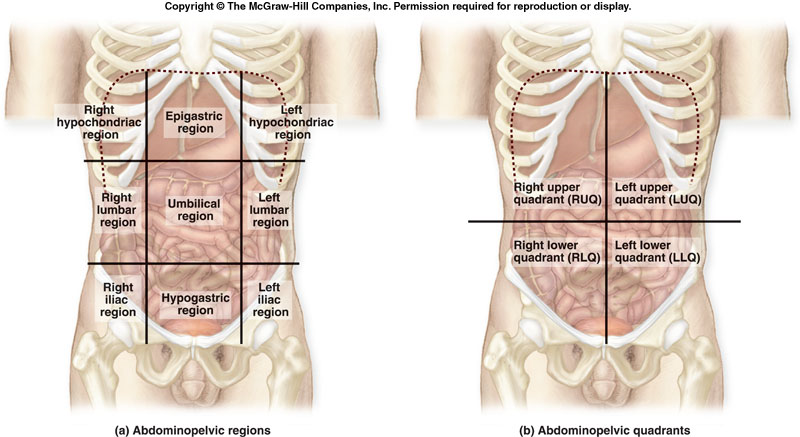 Copyright © The McGraw-Hill Companies, Inc. Permission required for reproduction or display.
Right
hypochondriac
region
Epigastric
region
Left
hypochondriac
region
Right
lumbar
region
Umbilical
region
Left
lumbar
region
Right
iliac
region
Hypogastric
region
Left
iliac
region
(a) Abdominopelvic regions
Right upper
quadrant (RUQ)
Left upper
quadrant (LUQ)
Right lower
quadrant (RLQ)
Left lower
quadrant (LLQ)
(b) Abdominopelvic quadrants